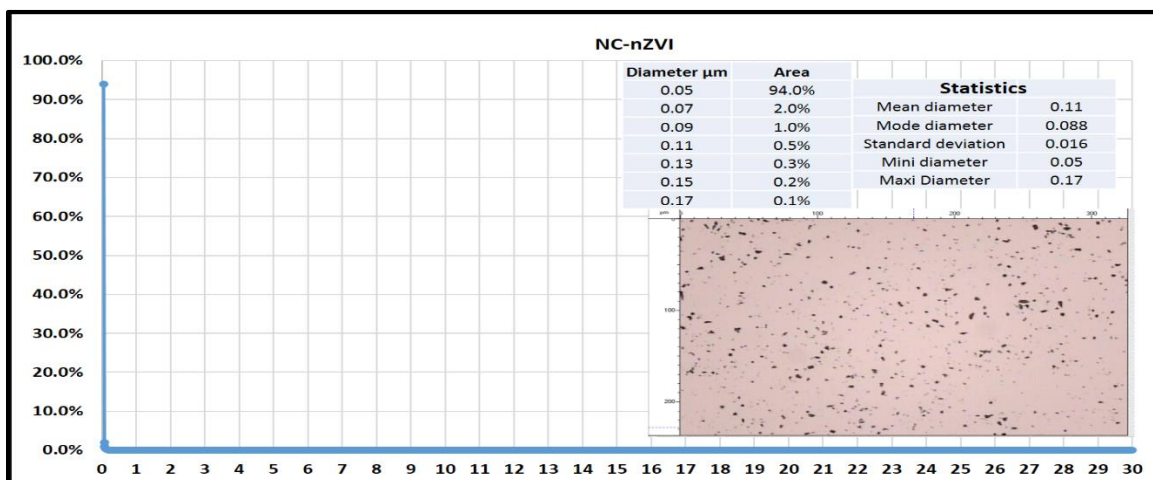 NC-nZVI
100.0%
90.0%
80.0%
70.0%
60.0%
50.0%
40.0%
30.0%
20.0%
10.0%
0.0%
0 1 2 3 4 5 6 7 8 9 10 11 12 13 14 15 16 17 18 19 20 21 22 23 24 25 26 27 28 29 30
Diameter µm Area
0.05 94.0%
0.07 2.0%
0.09 1.0%
0.11 0.5%
0.13 0.3%
0.15 0.2%
0.17 0.1%
Statistics
Mean diameter 0.11
Mode diameter 0.088
Standard deviation 0.016
Mini diameter 0.05
Maxi Diameter 0.17
µm 100 200 300
100
200